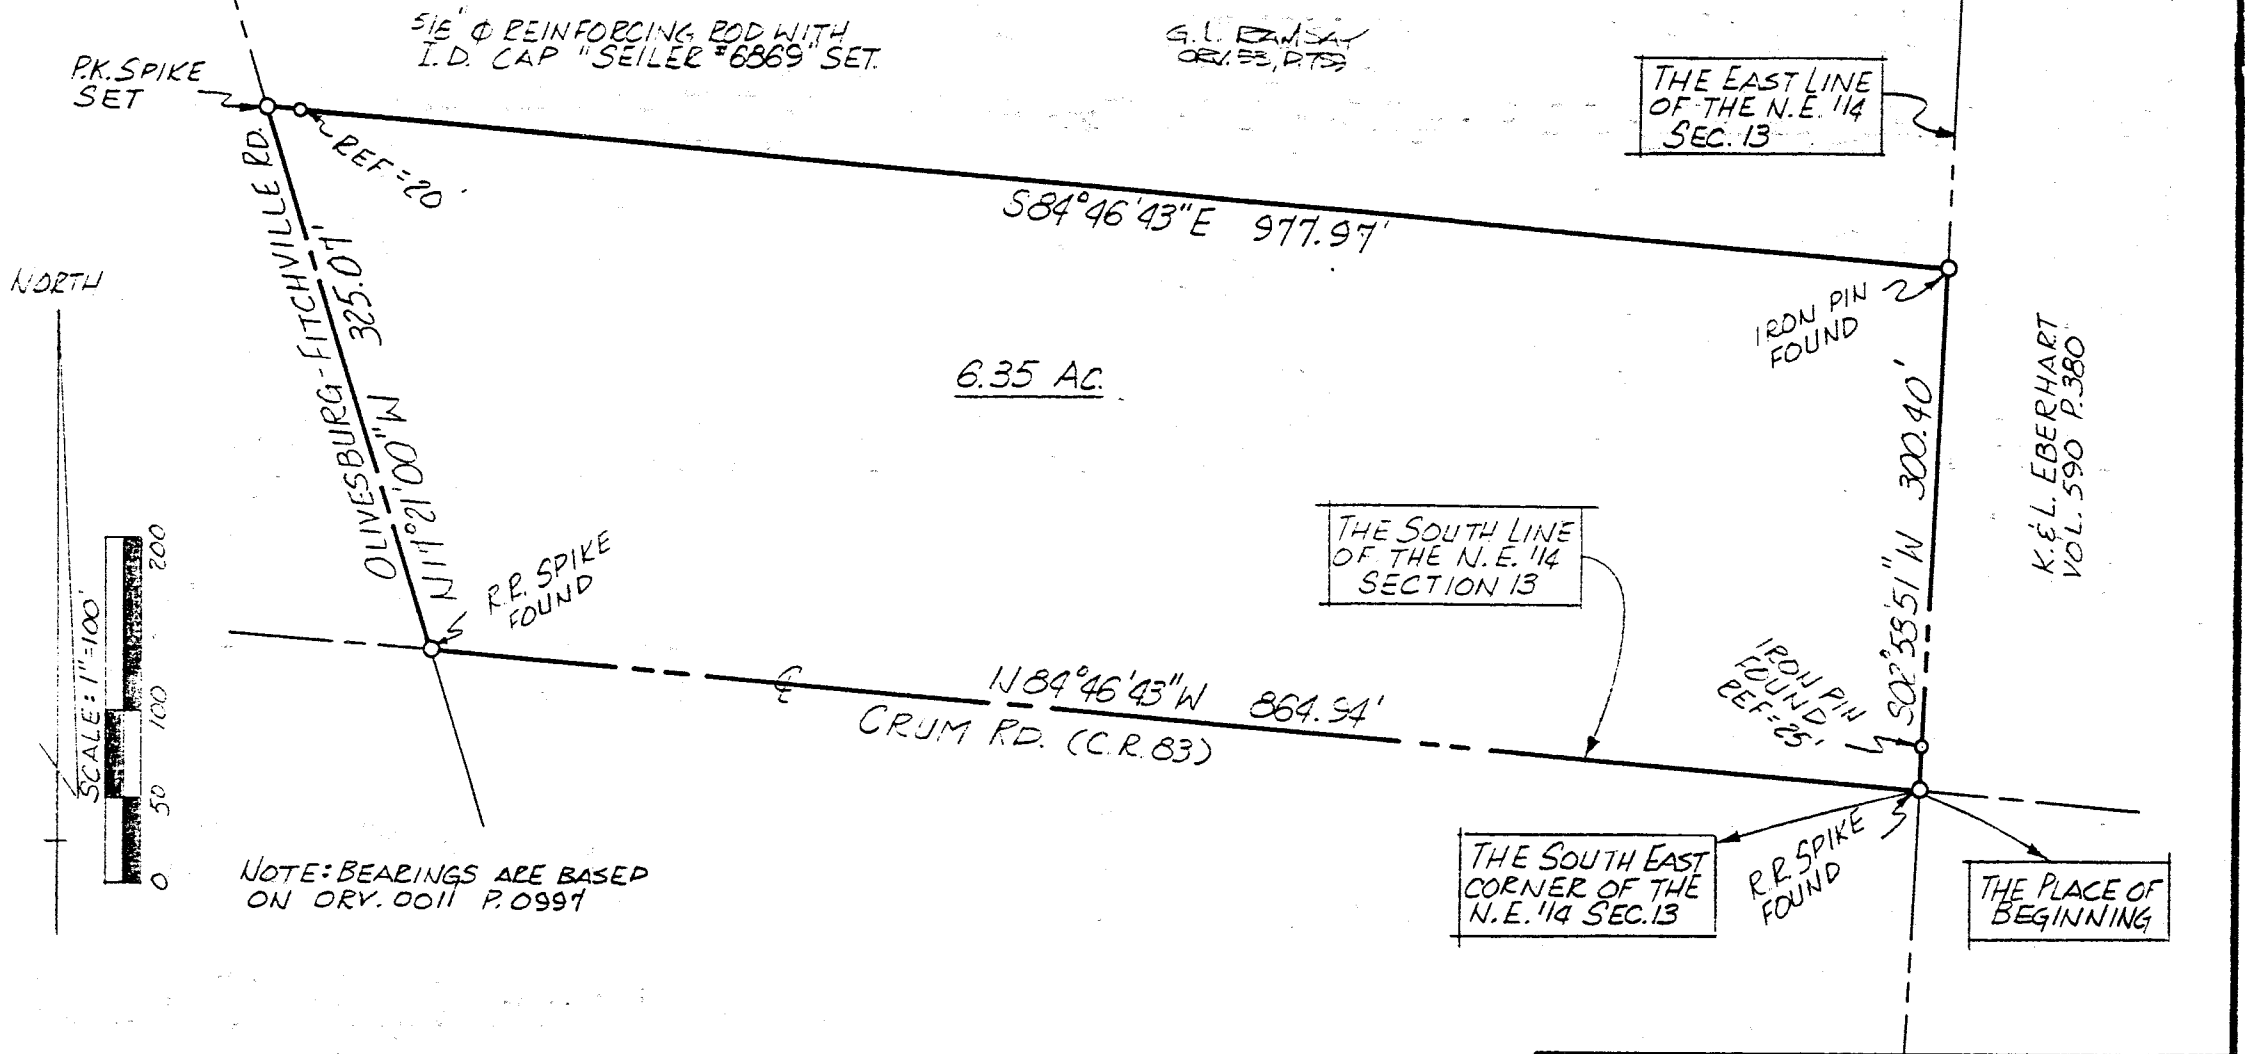 5/8" ⌀ REINFORCING ROD WITH
I.D. CAP "SEILER #6869" SET.
G.L. RAMSAY
P.K. SPIKE
SET
REF=20'
THE EAST LINE
OF THE N.E. 1/4
SEC. 13
S84°46'43"E 977.97'
OLIVESBURG-FITCHVILLE RD.
N17°21'00"W 325.07'
NORTH
IRON PIN
FOUND
6.35 AC.
S02°58'51"W 300.40'
K. & L. EBERHART
VOL. 590 P.380
THE SOUTH LINE
OF THE N.E. 1/4
SECTION 13
R.R. SPIKE
FOUND
SCALE: 1"=100'
200
100
50
0
℄
N84°46'43"W 864.94'
CRUM RD. (C.R. 83)
IRON PIN
FOUND
REF=25'
NOTE: BEARINGS ARE BASED
ON ORV. 0011 P.0997
THE SOUTH EAST
CORNER OF THE
N.E. 1/4 SEC. 13
R.R. SPIKE
FOUND
THE PLACE OF
BEGINNING